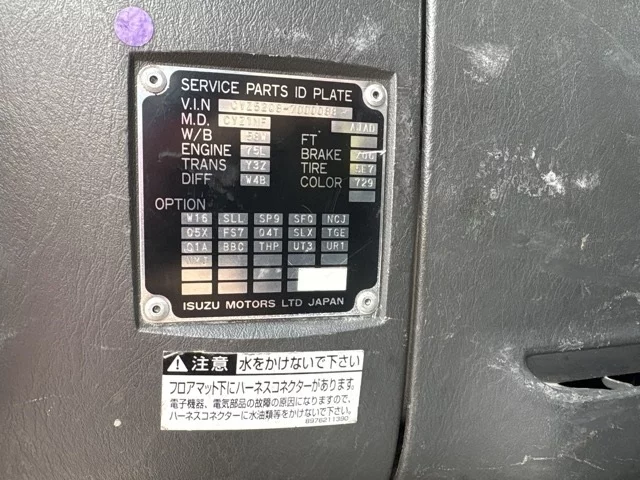 SERVICE PARTS ID PLATE
V.I.N
M.D.
W/B FT
ENGINE 75L BRAKE
TRANS Y3Z TIRE
DIFF W4B COLOR 729
OPTION
W16 SLL SP9 SFQ NCJ
Q5X FS7 Q4T SLX TGE
Q1A BBC THP UT3 UR1
ISUZU MOTORS LTD JAPAN
注意 水をかけないで下さい
フロアマット下にハーネスコネクターがあります。
電子機器、電気部品の故障の原因になりますので、
ハーネスコネクターに水油類等をかけないで下さい。
8976211390